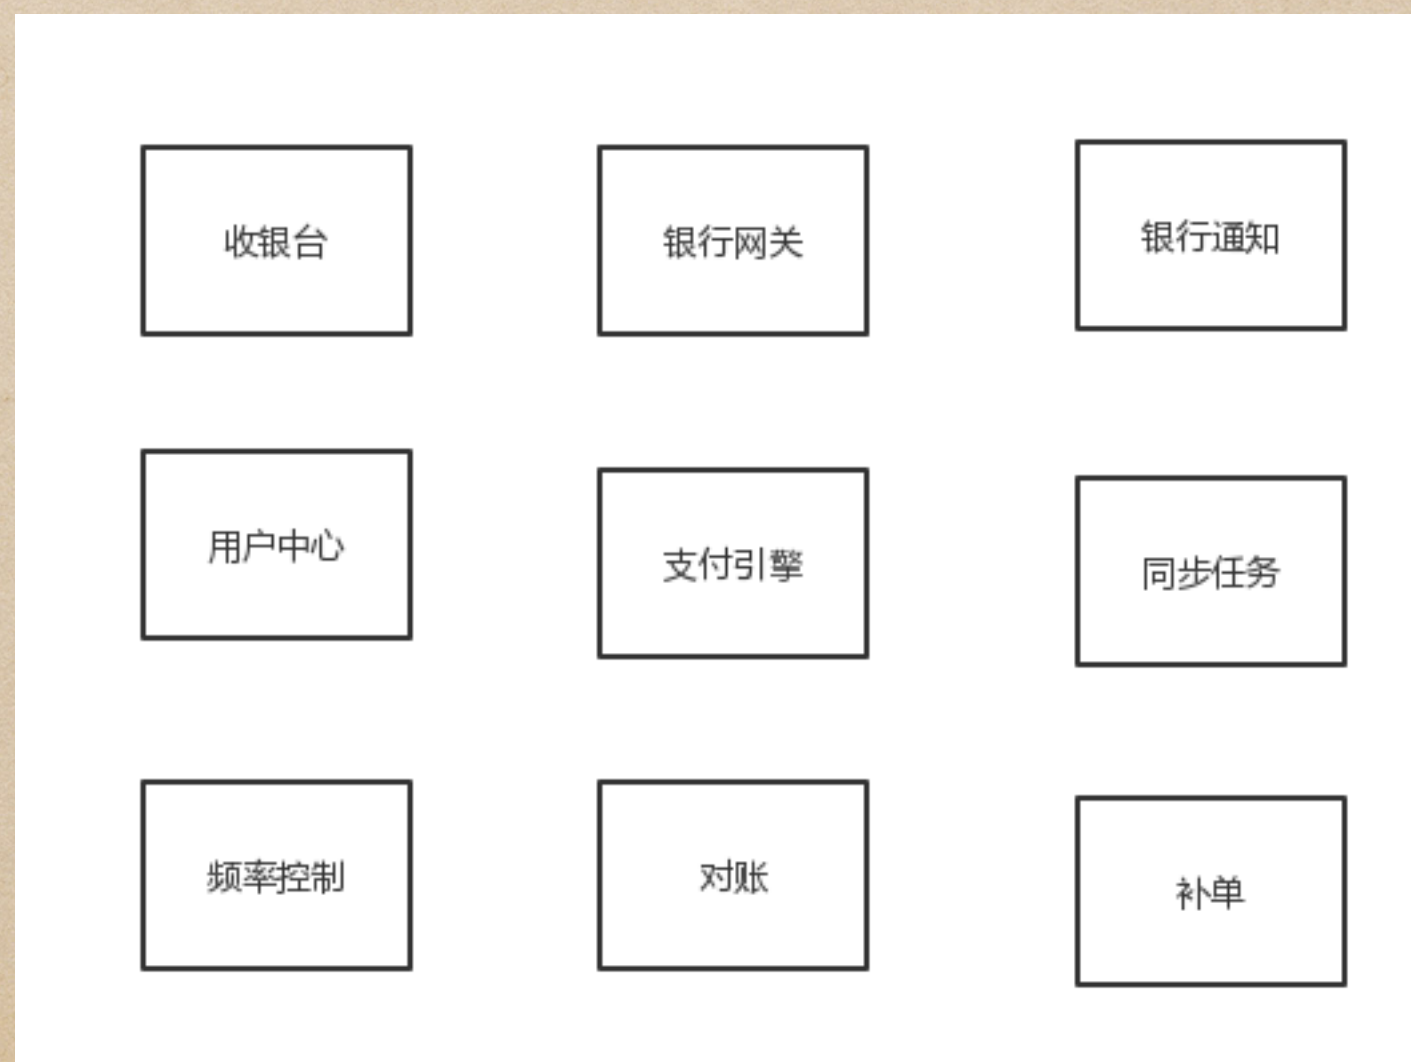 收银台
银行网关
银行通知
用户中心
支付引擎
同步任务
频率控制
对账
补单